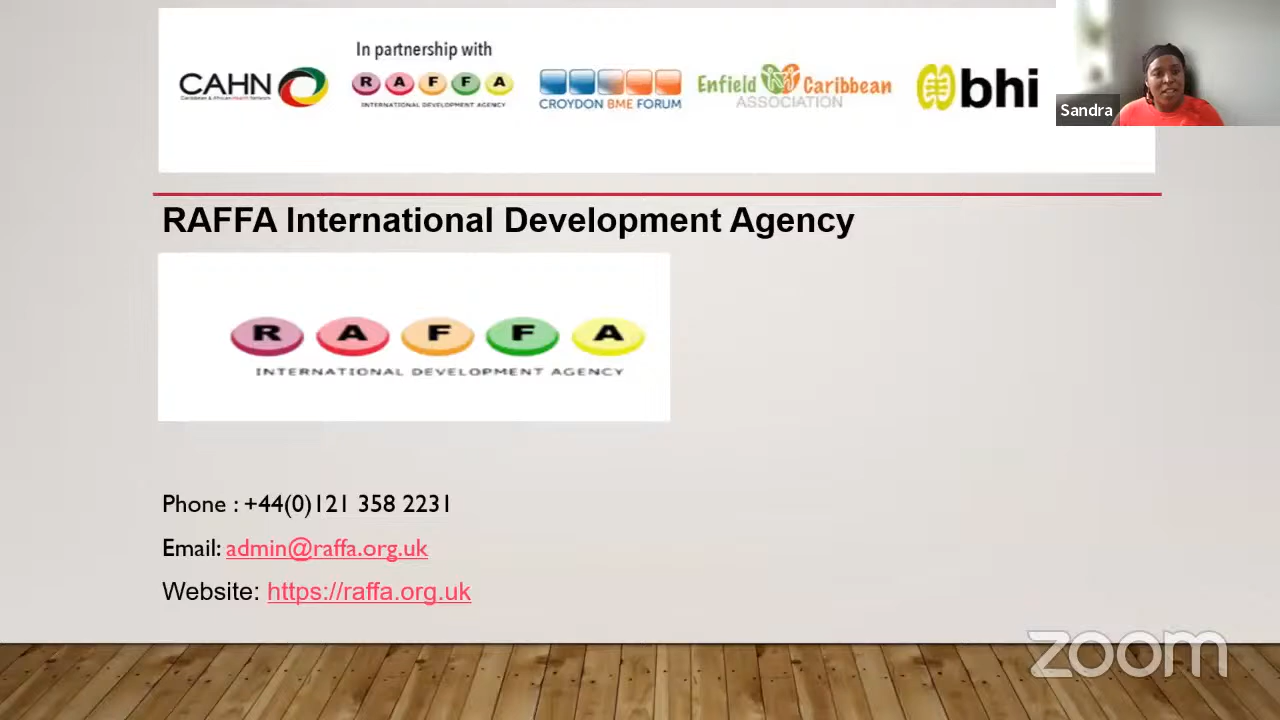 In partnership with
CAHN
Caribbean & African Health Network
RAFFA
INTERNATIONAL DEVELOPMENT AGENCY
CROYDON BME FORUM
Enfield Caribbean
ASSOCIATION
bhi
Sandra
RAFFA International Development Agency
RAFFA
INTERNATIONAL DEVELOPMENT AGENCY
Phone : +44(0)121 358 2231
Email: admin@raffa.org.uk
Website: https://raffa.org.uk
zoom